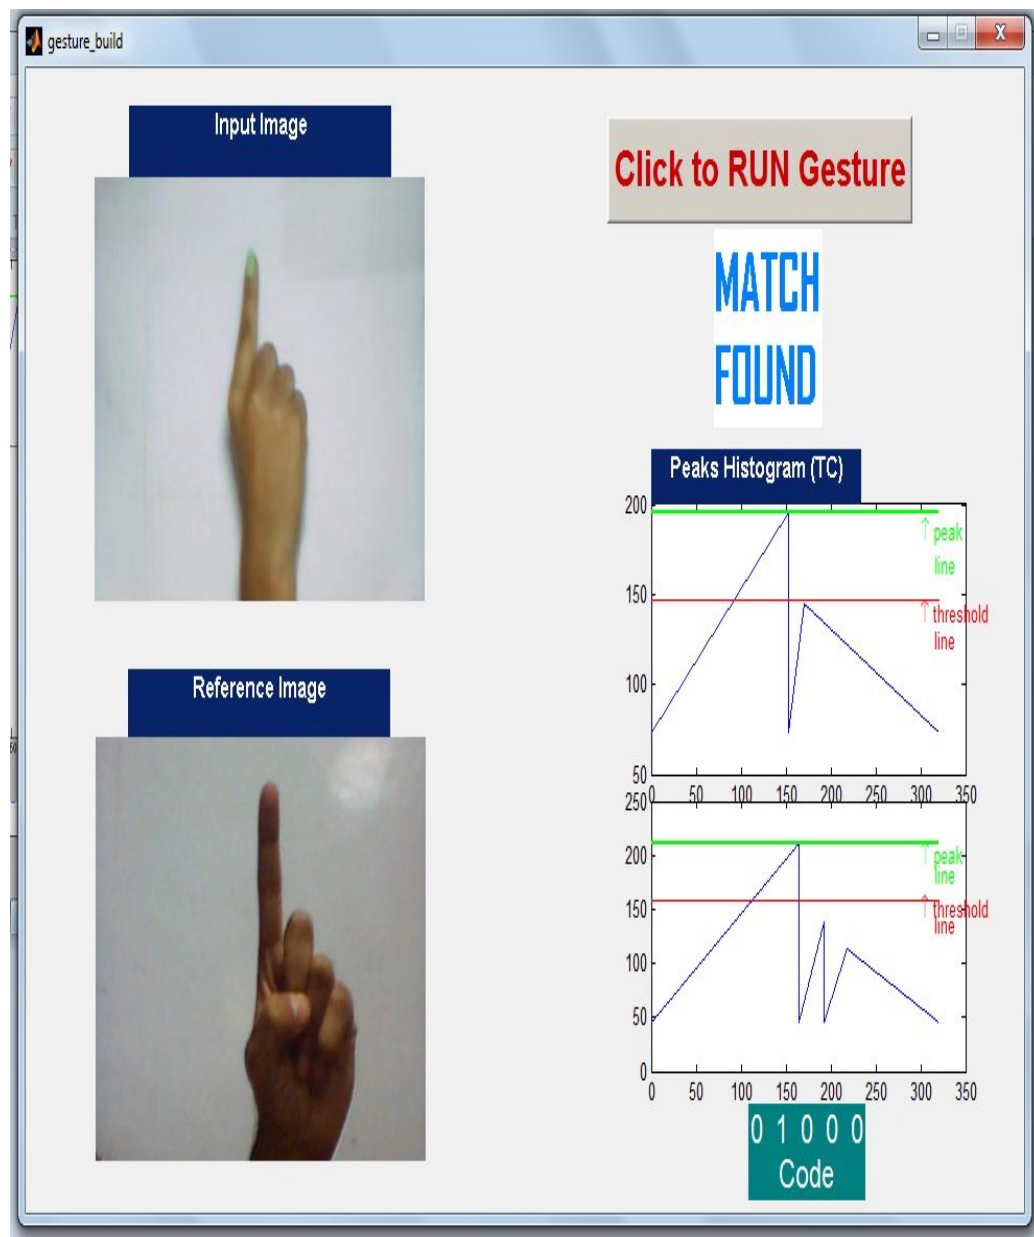 gesture_build
Input Image
Click to RUN Gesture
MATCH
FOUND
Peaks Histogram (TC)
200
150
100
50
0 50 100 150 200 250 300 350
peak
line
threshold
line
Reference Image
250
200
150
100
50
0
0 50 100 150 200 250 300 350
peak
line
threshold
line
0 1 0 0 0
Code